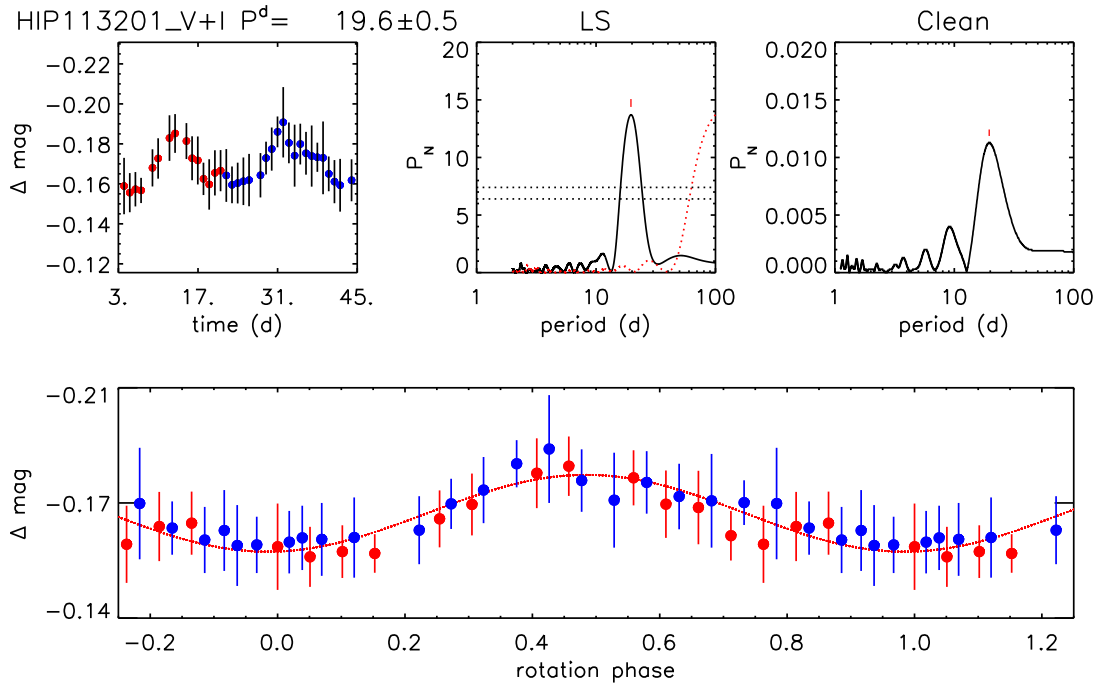 HIP113201_V+I P^d= 19.6±0.5 LS Clean
−0.22
−0.20
−0.18
−0.16
−0.14
−0.12
Δ mag
3. 17. 31. 45.
time (d)
20
15
10
5
0
P_N
1 10 100
period (d)
0.020
0.015
0.010
0.005
0.000
P_N
1 10 100
period (d)
−0.21
−0.17
−0.14
Δ mag
−0.2 0.0 0.2 0.4 0.6 0.8 1.0 1.2
rotation phase